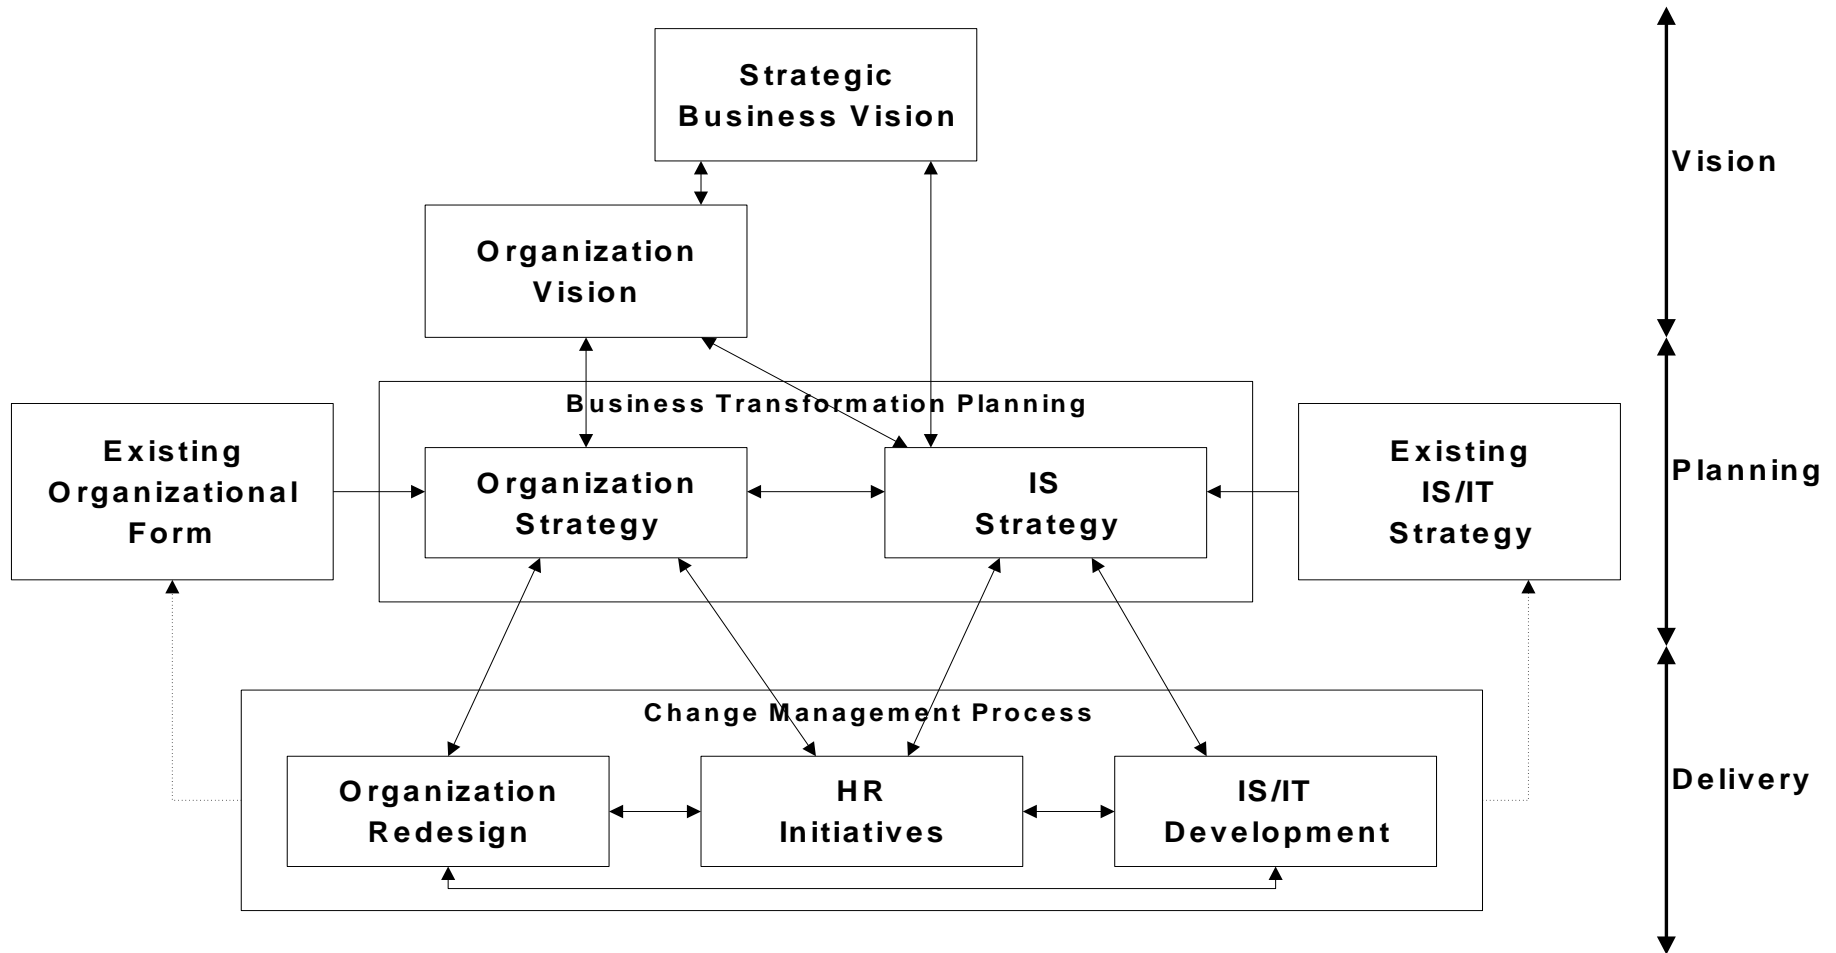 Strategic
Business Vision
Vision
Organization
Vision
Business Transformation Planning
Existing
Organizational
Form
Organization
Strategy
IS
Strategy
Existing
IS/IT
Strategy
Planning
Change Management Process
Organization
Redesign
HR
Initiatives
IS/IT
Development
Delivery